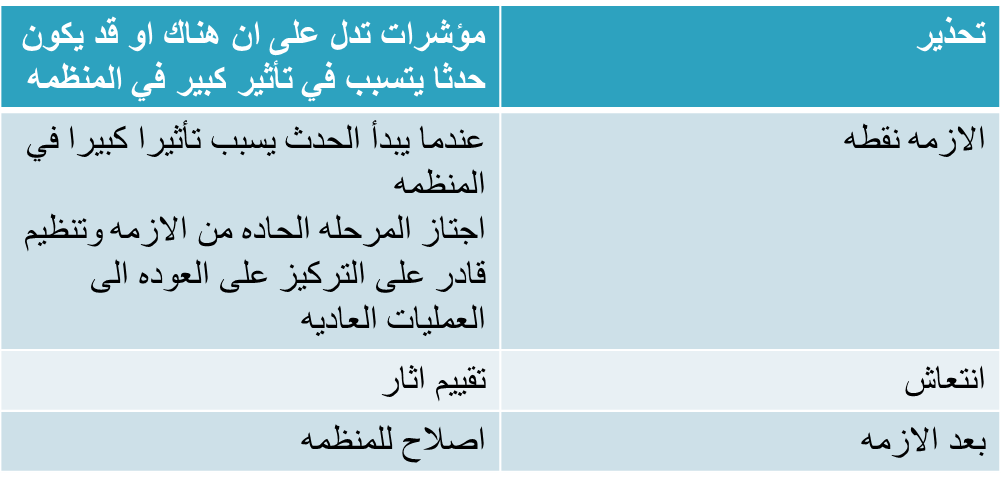 تحذير
مؤشرات تدل على ان هناك او قد يكون
حدثا يتسبب في تأثير كبير في المنظمه
الازمه نقطه
عندما يبدأ الحدث يسبب تأثيرا كبيرا في
المنظمه
اجتاز المرحله الحاده من الازمه وتنظيم
قادر على التركيز على العوده الى
العمليات العاديه
انتعاش
تقييم اثار
بعد الازمه
اصلاح للمنظمه